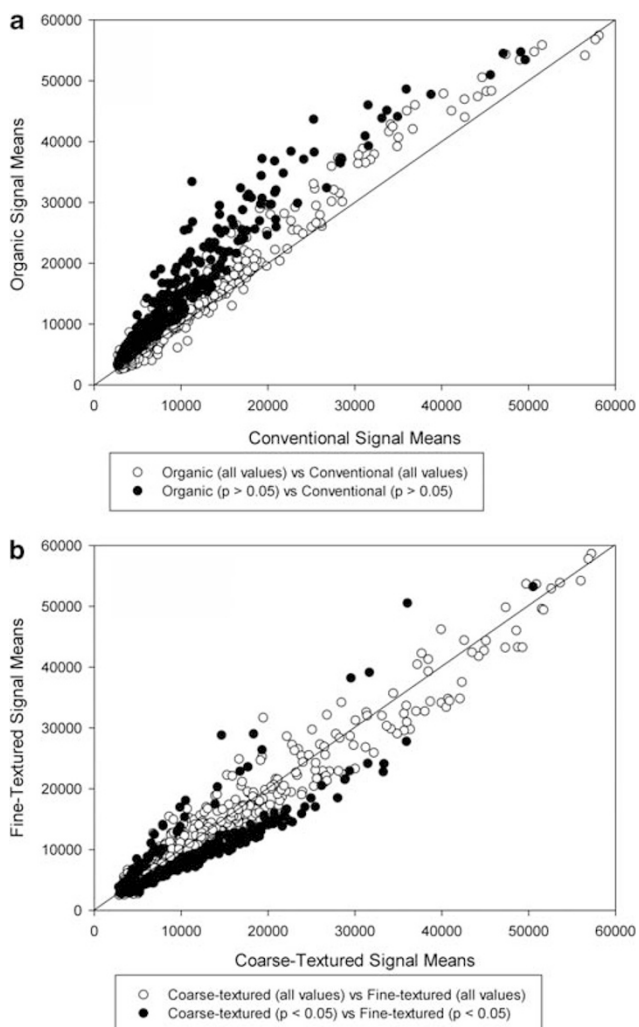 a
60000
50000
40000
30000
20000
10000
0
Organic Signal Means
0 10000 20000 30000 40000 50000 60000
Conventional Signal Means
Organic (all values) vs Conventional (all values)
Organic (p > 0.05) vs Conventional (p > 0.05)
b
60000
50000
40000
30000
20000
10000
0
Fine-Textured Signal Means
0 10000 20000 30000 40000 50000 60000
Coarse-Textured Signal Means
Coarse-textured (all values) vs Fine-textured (all values)
Coarse-textured (p < 0.05) vs Fine-textured (p < 0.05)